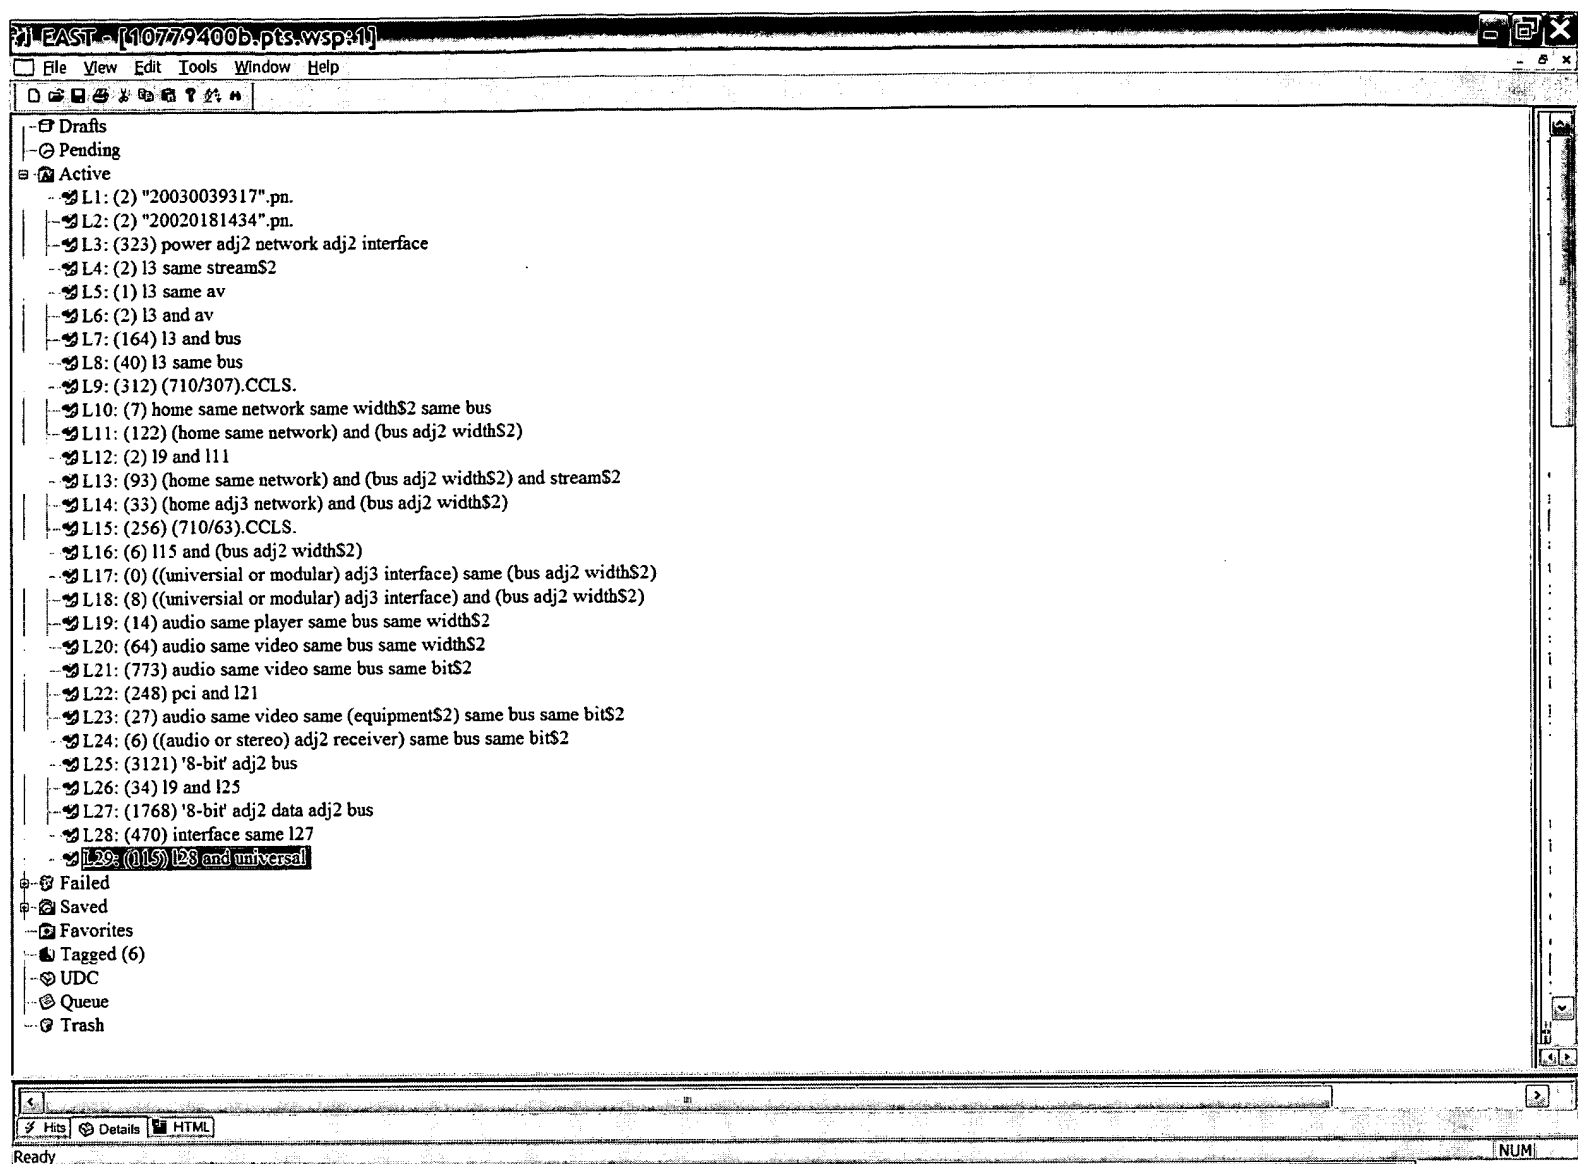 EAST - [10779400b.pts.wsp:1]
File View Edit Tools Window Help
Drafts
Pending
Active
L1: (2) "20030039317".pn.
L2: (2) "20020181434".pn.
L3: (323) power adj2 network adj2 interface
L4: (2) l3 same stream$2
L5: (1) l3 same av
L6: (2) l3 and av
L7: (164) l3 and bus
L8: (40) l3 same bus
L9: (312) (710/307).CCLS.
L10: (7) home same network same width$2 same bus
L11: (122) (home same network) and (bus adj2 width$2)
L12: (2) l9 and l11
L13: (93) (home same network) and (bus adj2 width$2) and stream$2
L14: (33) (home adj3 network) and (bus adj2 width$2)
L15: (256) (710/63).CCLS.
L16: (6) l15 and (bus adj2 width$2)
L17: (0) ((universial or modular) adj3 interface) same (bus adj2 width$2)
L18: (8) ((universial or modular) adj3 interface) and (bus adj2 width$2)
L19: (14) audio same player same bus same width$2
L20: (64) audio same video same bus same width$2
L21: (773) audio same video same bus same bit$2
L22: (248) pci and l21
L23: (27) audio same video same (equipment$2) same bus same bit$2
L24: (6) ((audio or stereo) adj2 receiver) same bus same bit$2
L25: (3121) '8-bit' adj2 bus
L26: (34) l9 and l25
L27: (1768) '8-bit' adj2 data adj2 bus
L28: (470) interface same l27
L29: (115) l28 and universal
Failed
Saved
Favorites
Tagged (6)
UDC
Queue
Trash
Hits Details HTML
Ready NUM